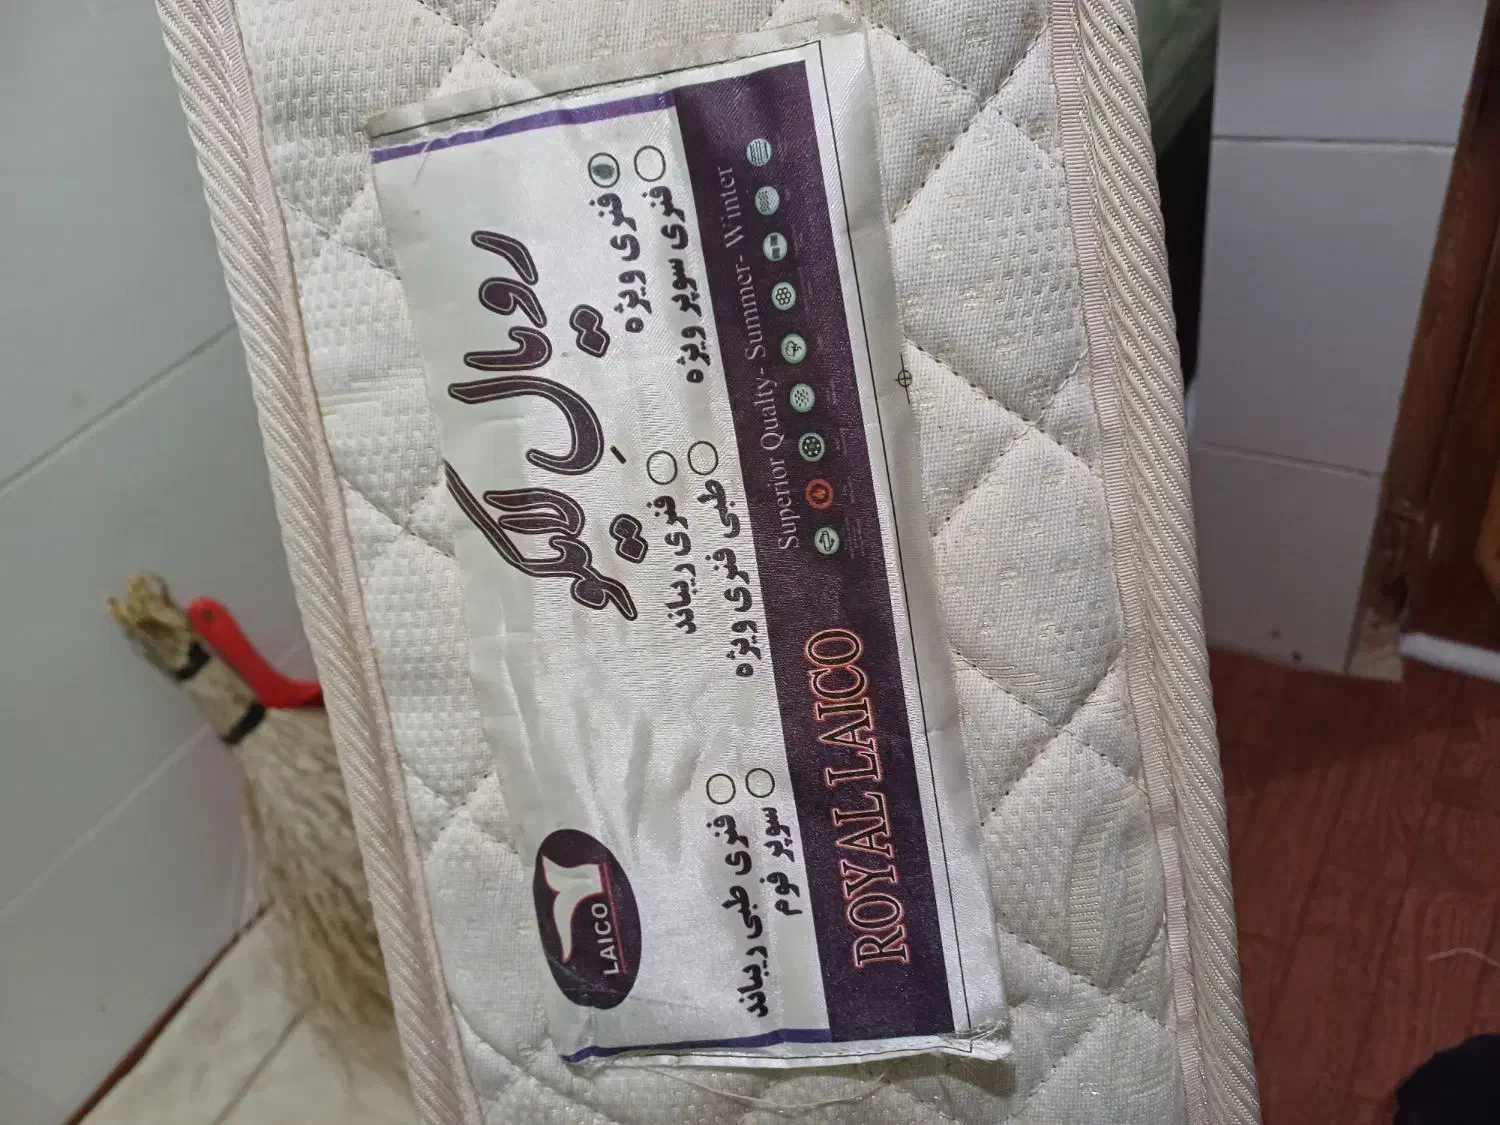 رویال لایکو
LAICO
فنری ویژه
فنری ریباند
فنری طبی ریباند
فنری سوپر ویژه
طبی فنری ویژه
سوپر فوم
Superior Qualty- Summer- Winter
ROYAL LAICO